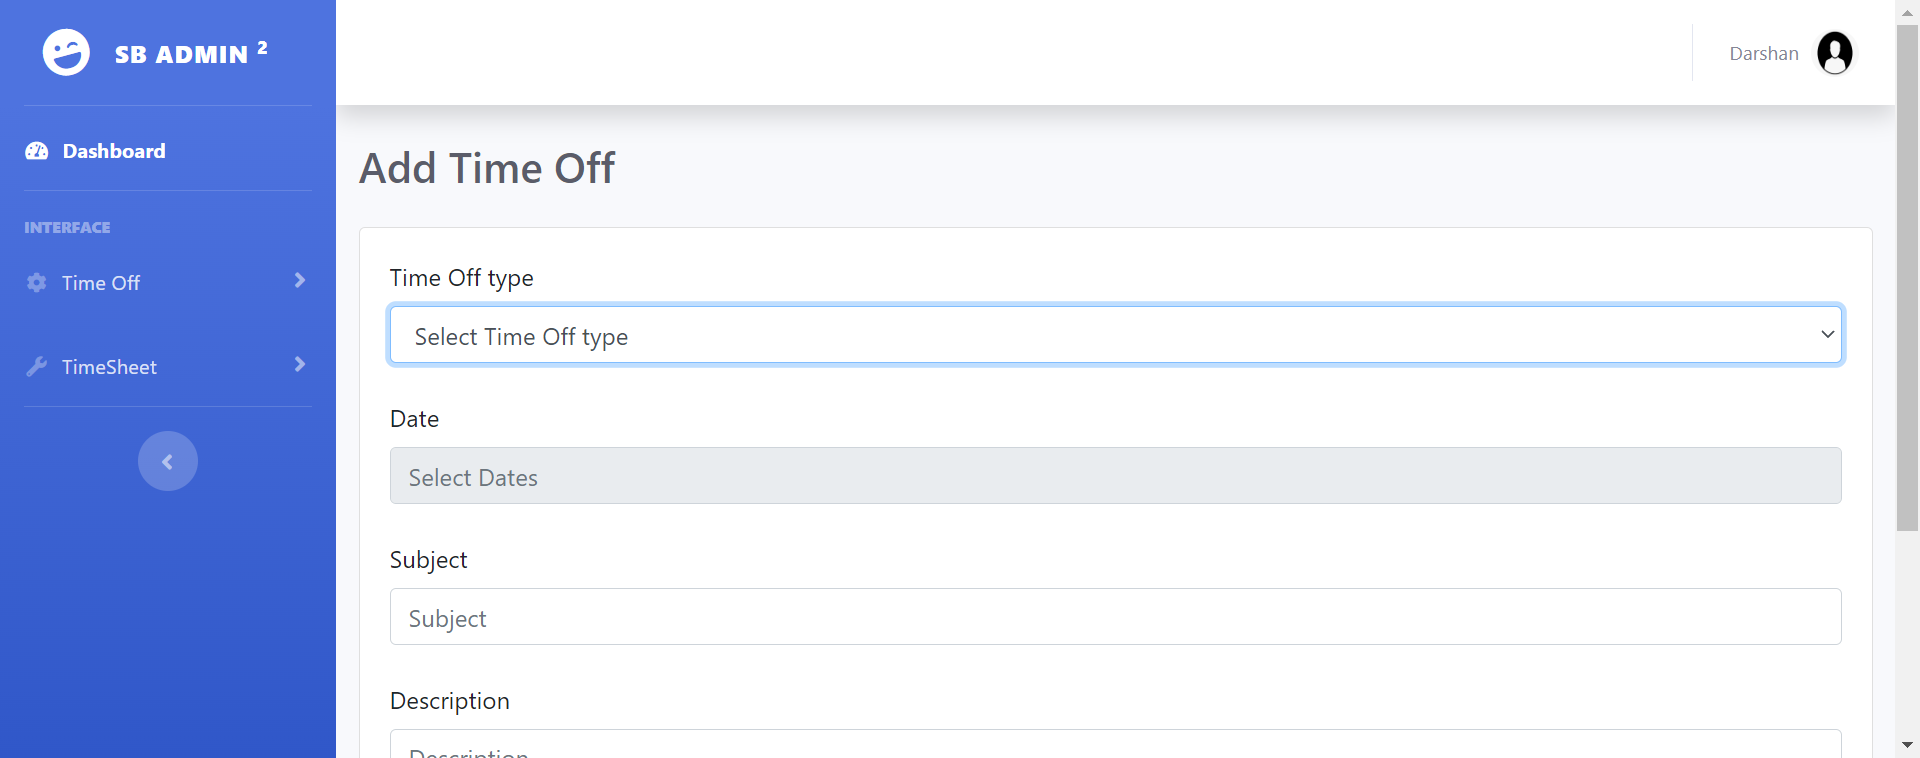 SB ADMIN 2
Darshan
Dashboard
INTERFACE
Time Off
TimeSheet
Add Time Off
Time Off type
Select Time Off type
Date
Select Dates
Subject
Subject
Description
Description